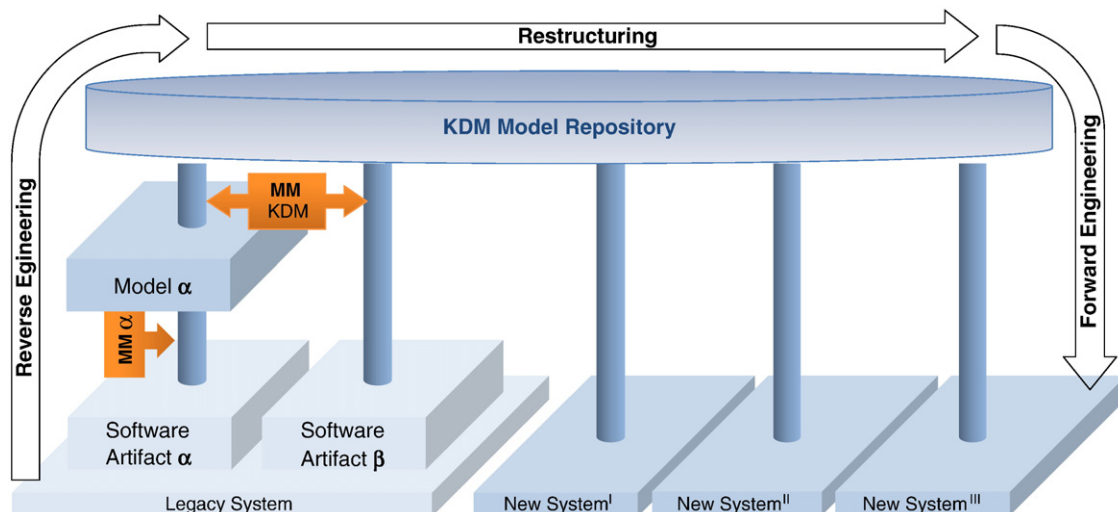 Restructuring
KDM Model Repository
Reverse Egineering
Forward Engineering
MM
KDM
Model α
MM α
Software
Artifact α
Software
Artifact β
Legacy System
New Systemᴵ
New Systemᴵᴵ
New Systemᴵᴵᴵ